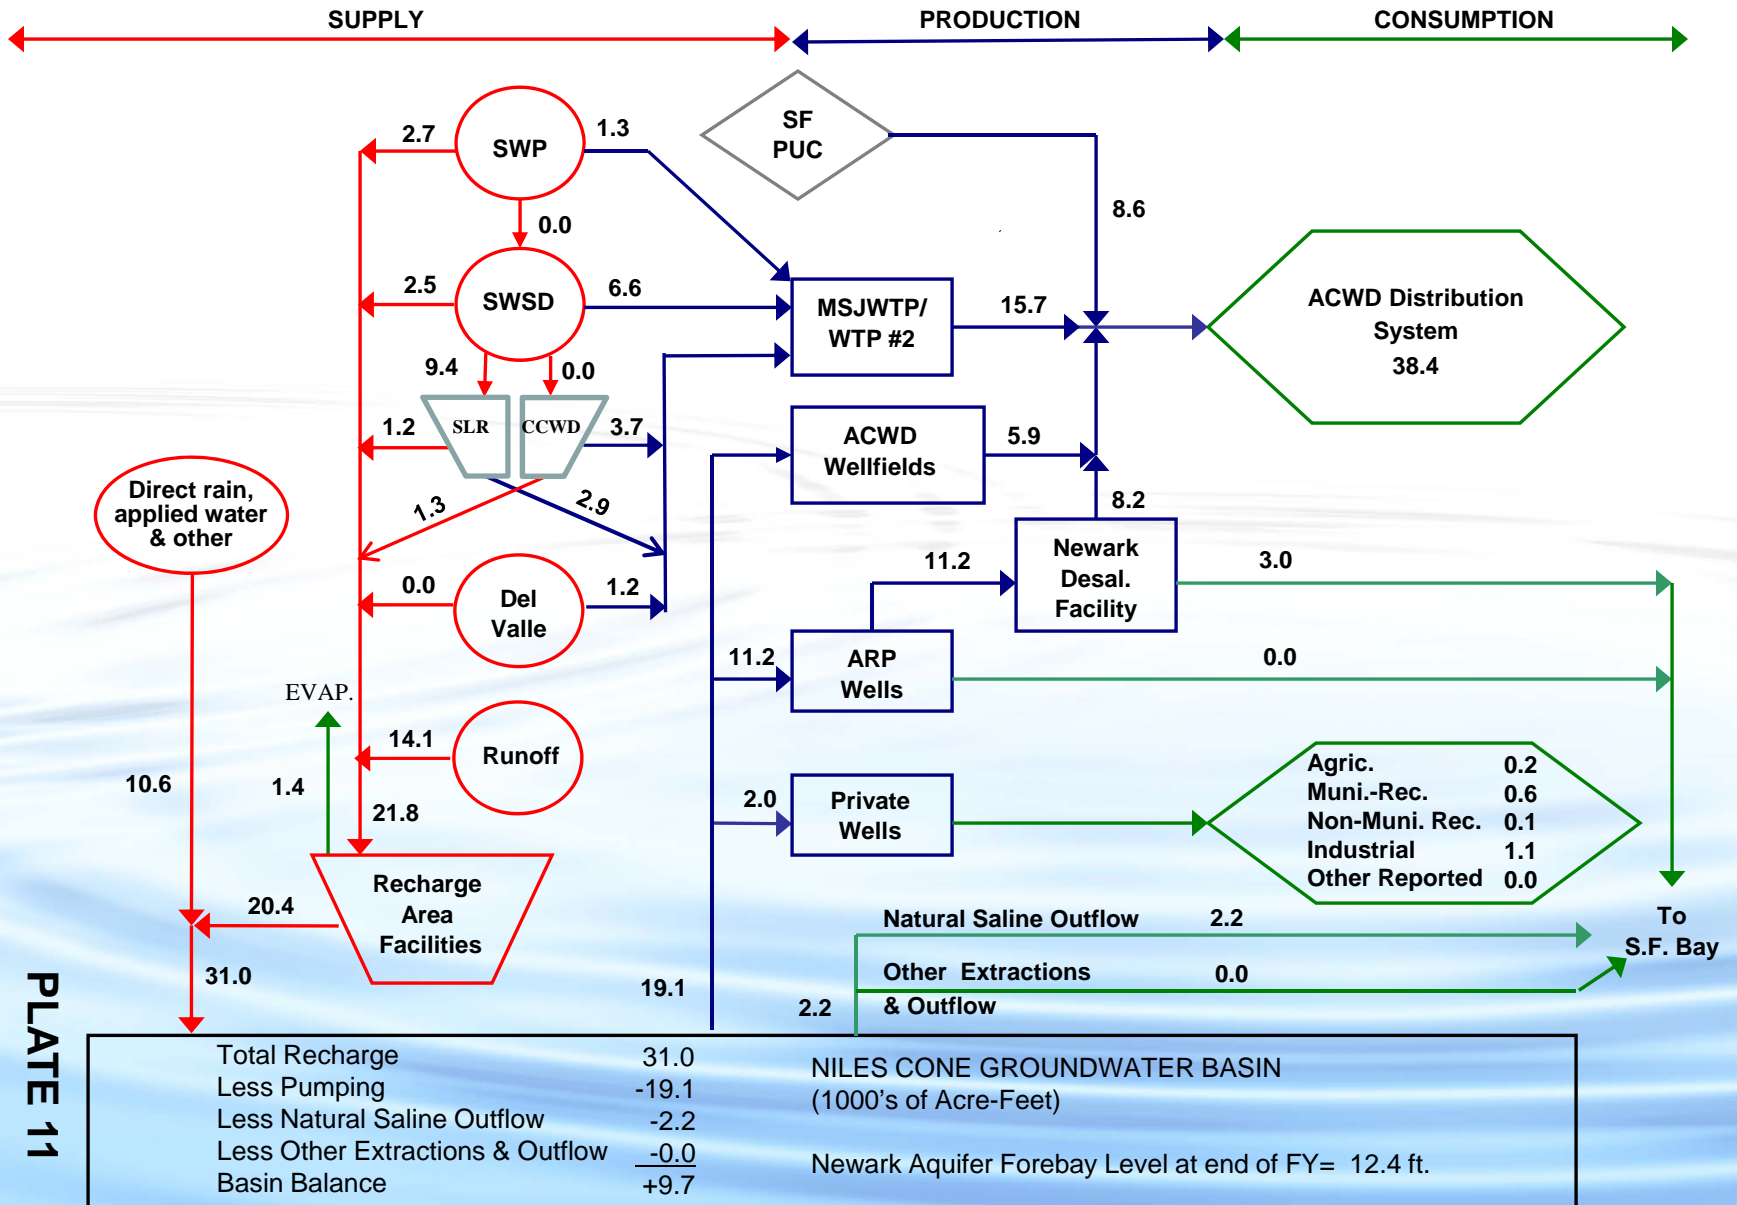 SUPPLY
PRODUCTION
CONSUMPTION
SWP
2.7
1.3
0.0
SF
PUC
8.6
SWSD
2.5
6.6
9.4
0.0
MSJWTP/
WTP #2
15.7
ACWD Distribution
System
38.4
SLR
CCWD
1.2
3.7
1.3
2.9
ACWD
Wellfields
5.9
8.2
Direct rain,
applied water
& other
Del
Valle
0.0
1.2
Newark
Desal.
Facility
11.2
3.0
ARP
Wells
11.2
0.0
EVAP.
1.4
Runoff
14.1
10.6
21.8
Private
Wells
2.0
Agric. 0.2
Muni.-Rec. 0.6
Non-Muni. Rec. 0.1
Industrial 1.1
Other Reported 0.0
Recharge
Area
Facilities
20.4
31.0
19.1
Natural Saline Outflow 2.2
Other Extractions 0.0
& Outflow
2.2
To
S.F. Bay
PLATE 11
Total Recharge 31.0
Less Pumping -19.1
Less Natural Saline Outflow -2.2
Less Other Extractions & Outflow -0.0
Basin Balance +9.7
NILES CONE GROUNDWATER BASIN
(1000's of Acre-Feet)
Newark Aquifer Forebay Level at end of FY= 12.4 ft.